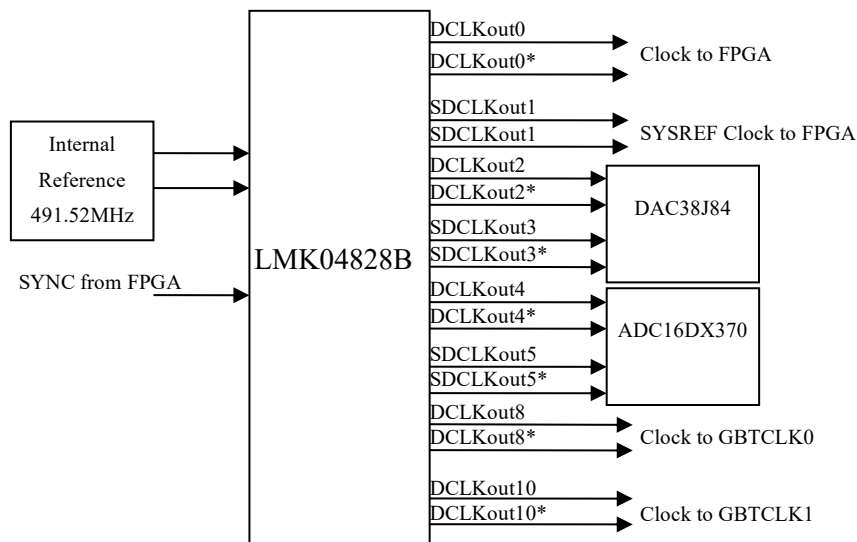 DCLKout0
DCLKout0*
Clock to FPGA
SDCLKout1
SDCLKout1
SYSREF Clock to FPGA
Internal
Reference
491.52MHz
SYNC from FPGA
LMK04828B
DCLKout2
DCLKout2*
SDCLKout3
SDCLKout3*
DAC38J84
DCLKout4
DCLKout4*
SDCLKout5
SDCLKout5*
ADC16DX370
DCLKout8
DCLKout8*
Clock to GBTCLK0
DCLKout10
DCLKout10*
Clock to GBTCLK1